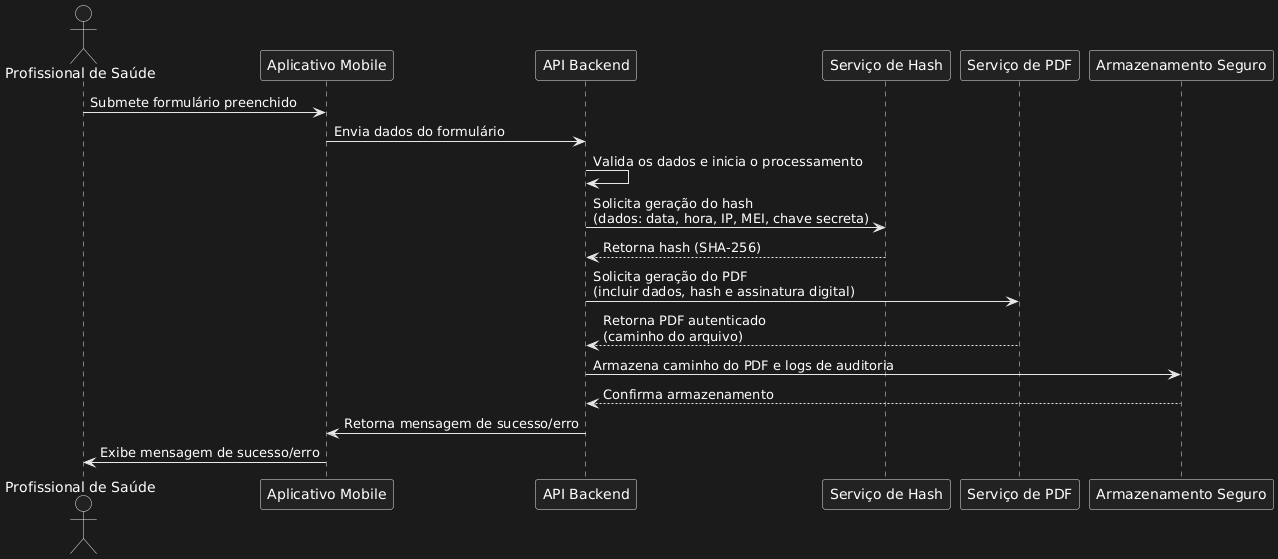 Profissional de Saúde
Aplicativo Mobile
API Backend
Serviço de Hash
Serviço de PDF
Armazenamento Seguro
Submete formulário preenchido
Envia dados do formulário
Valida os dados e inicia o processamento
Solicita geração do hash
(dados: data, hora, IP, MEI, chave secreta)
Retorna hash (SHA-256)
Solicita geração do PDF
(incluir dados, hash e assinatura digital)
Retorna PDF autenticado
(caminho do arquivo)
Armazena caminho do PDF e logs de auditoria
Confirma armazenamento
Retorna mensagem de sucesso/erro
Exibe mensagem de sucesso/erro
Profissional de Saúde
Aplicativo Mobile
API Backend
Serviço de Hash
Serviço de PDF
Armazenamento Seguro